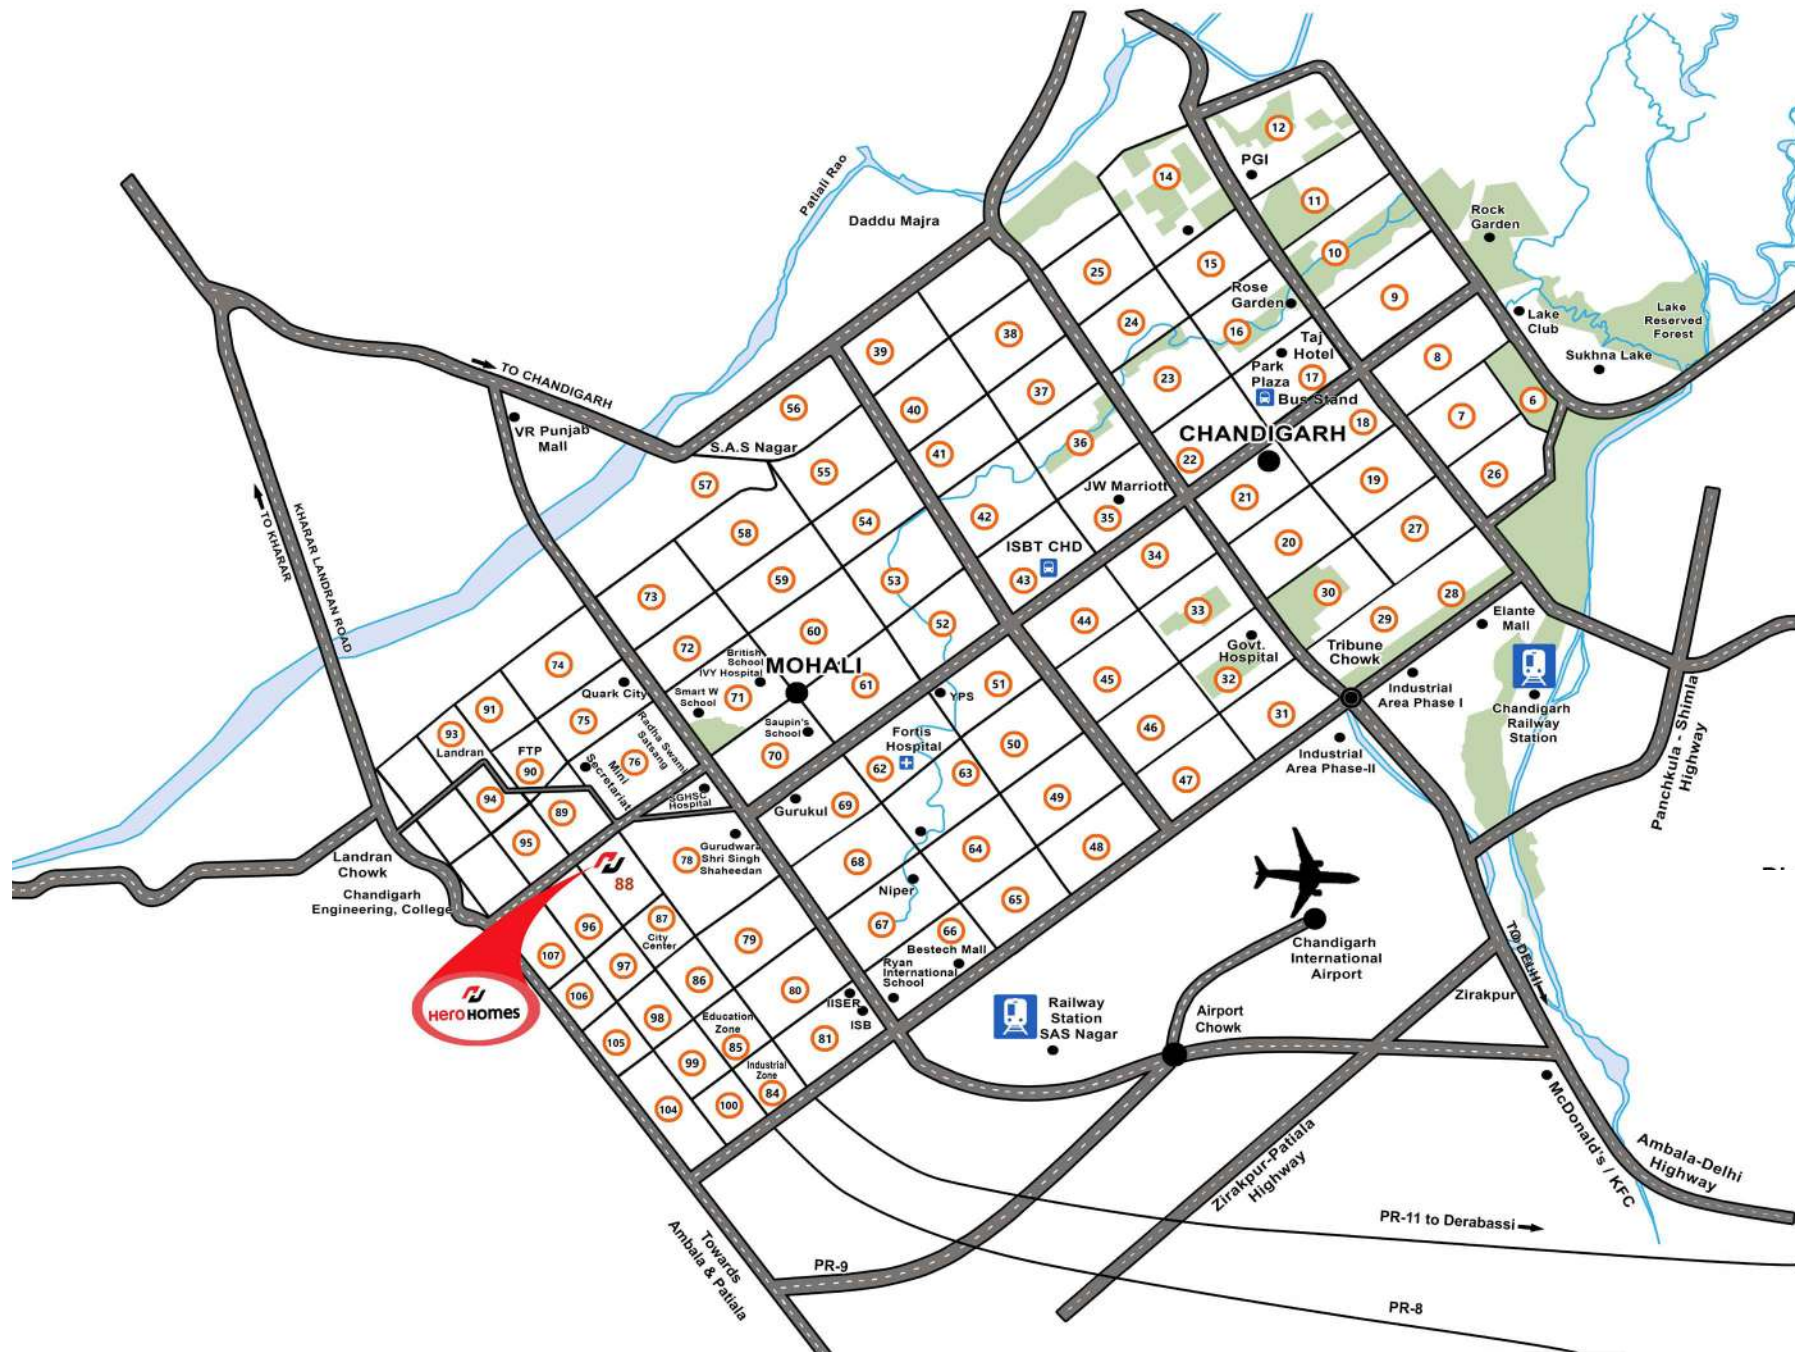 12
PGI
14
11
Patiali Rao
Daddu Majra
Rock
Garden
10
15
25
9
Rose
Garden
Lake
Reserved
Forest
Lake
Club
24
16
38
39
Taj
Hotel
8
Sukhna Lake
Park
Plaza
17
23
TO CHANDIGARH
37
Bus Stand
6
56
40
7
18
VR Punjab
Mall
S.A.S Nagar
36
CHANDIGARH
41
22
55
26
57
JW Marriott
19
21
TO KHARAR
KHARAR LANDRAN ROAD
42
35
54
58
27
20
ISBT CHD
34
43
59
53
73
30
28
33
44
29
Elante
Mall
52
60
72
Govt.
Hospital
Tribune
Chowk
British
School
IVY Hospital
MOHALI
74
32
45
51
61
Industrial
Area Phase I
Quark City
Smart W
School
71
YPS
Chandigarh
Railway
Station
Panchkula - Shimla
Highway
91
75
Saupin's
School
31
46
93
Landran
Radha Swami
Satsang
Fortis
Hospital
50
FTP
90
Mini
Secretariat
76
70
62
63
Industrial
Area Phase-II
47
94
SGHSC
Hospital
49
89
69
Gurukul
95
Gurudwara
Shri Singh
Shaheedan
78
48
64
68
Landran
Chowk
88
Niper
Chandigarh
Engineering, College
65
87
City
Center
96
67
66
79
Bestech Mall
Chandigarh
International
Airport
TO DELHI
107
97
Ryan
International
School
86
106
80
IISER
ISB
Zirakpur
HeroHomes
98
Education
Zone
85
Railway
Station
SAS Nagar
Airport
Chowk
105
81
99
Industrial
Zone
84
104
100
McDonald's / KFC
Ambala-Delhi
Highway
Zirakpur-Patiala
Highway
PR-11 to Derabassi
Towards
Ambala & Patiala
PR-9
PR-8